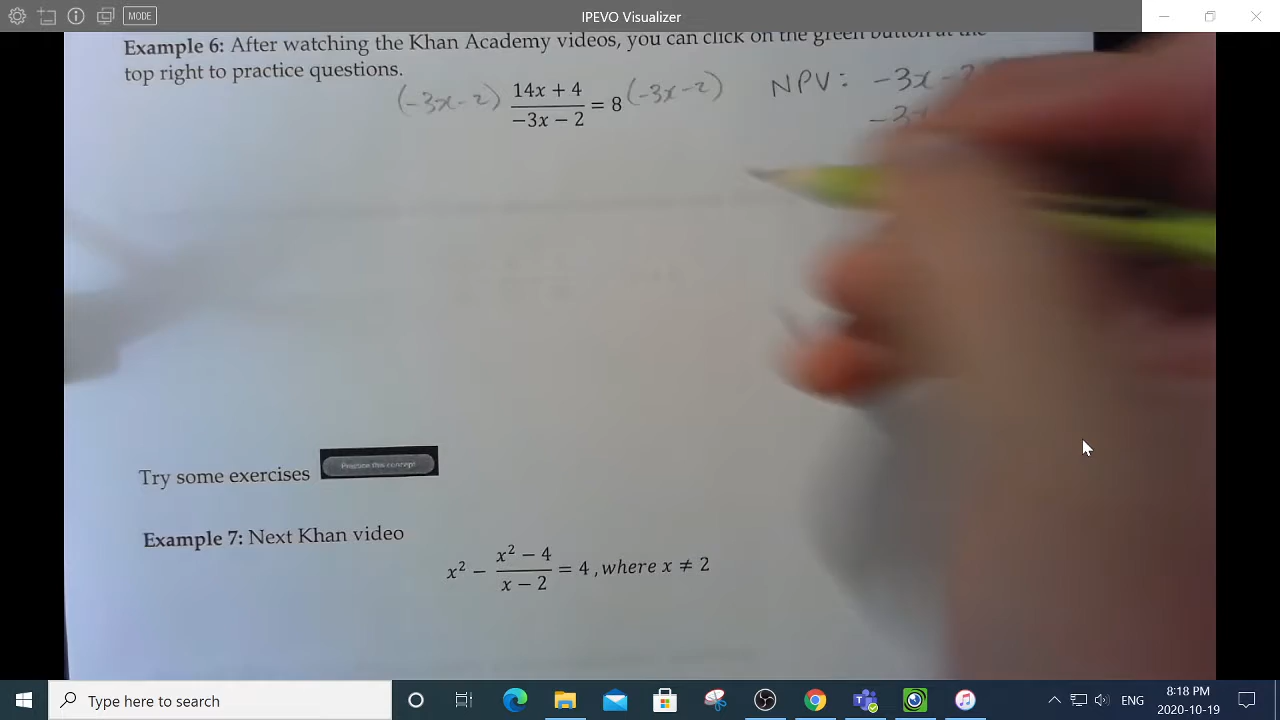 MODE
IPEVO Visualizer
Example 6: After watching the Khan Academy videos, you can click on the green button at the
top right to practice questions.
(-3x-2) 14x + 4 / -3x - 2 = 8 (-3x-2)
NPV: -3x -
-3x
Try some exercises Practice this concept
Example 7: Next Khan video
x² - x² - 4 / x - 2 = 4 , where x ≠ 2
Type here to search
ENG
8:18 PM
2020-10-19